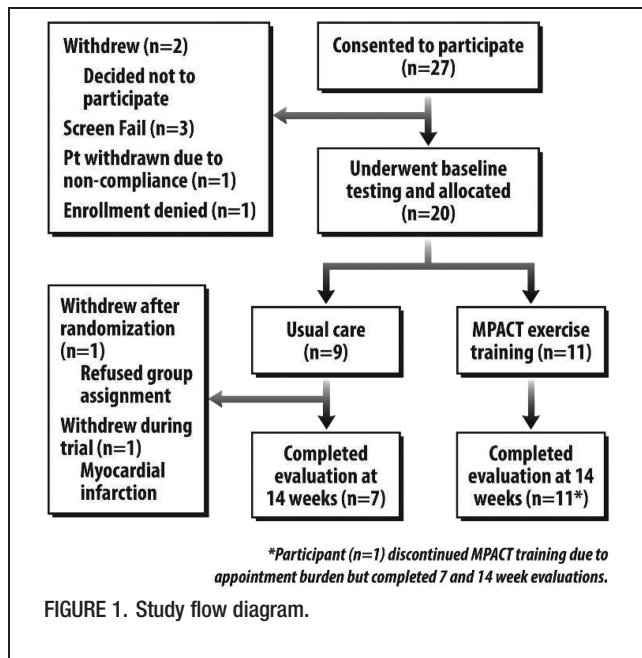 Withdrew (n=2)
Decided not to
participate
Screen Fail (n=3)
Pt withdrawn due to
non-compliance (n=1)
Enrollment denied (n=1)
Consented to participate
(n=27)
Underwent baseline
testing and allocated
(n=20)
Withdrew after
randomization
(n=1)
Refused group
assignment
Withdrew during
trial (n=1)
Myocardial
infarction
Usual care
(n=9)
MPACT exercise
training (n=11)
Completed
evaluation at
14 weeks (n=7)
Completed
evaluation at 14
weeks (n=11*)
*Participant (n=1) discontinued MPACT training due to
appointment burden but completed 7 and 14 week evaluations.
FIGURE 1. Study flow diagram.